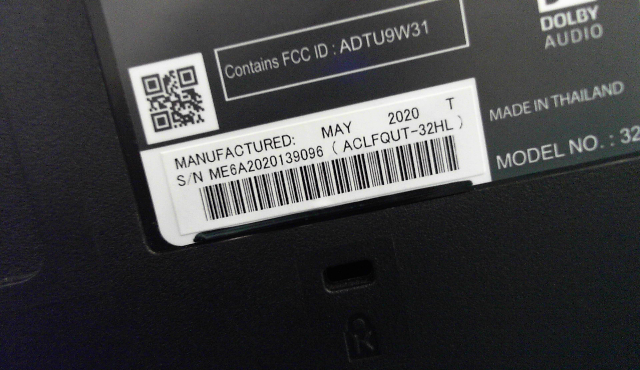 Contains FCC ID : ADTU9W31
DOLBY
AUDIO
MANUFACTURED: MAY 2020 T
S/N ME6A2020139096 ( ACLFQUT-32HL )
MADE IN THAILAND
MODEL NO. : 32